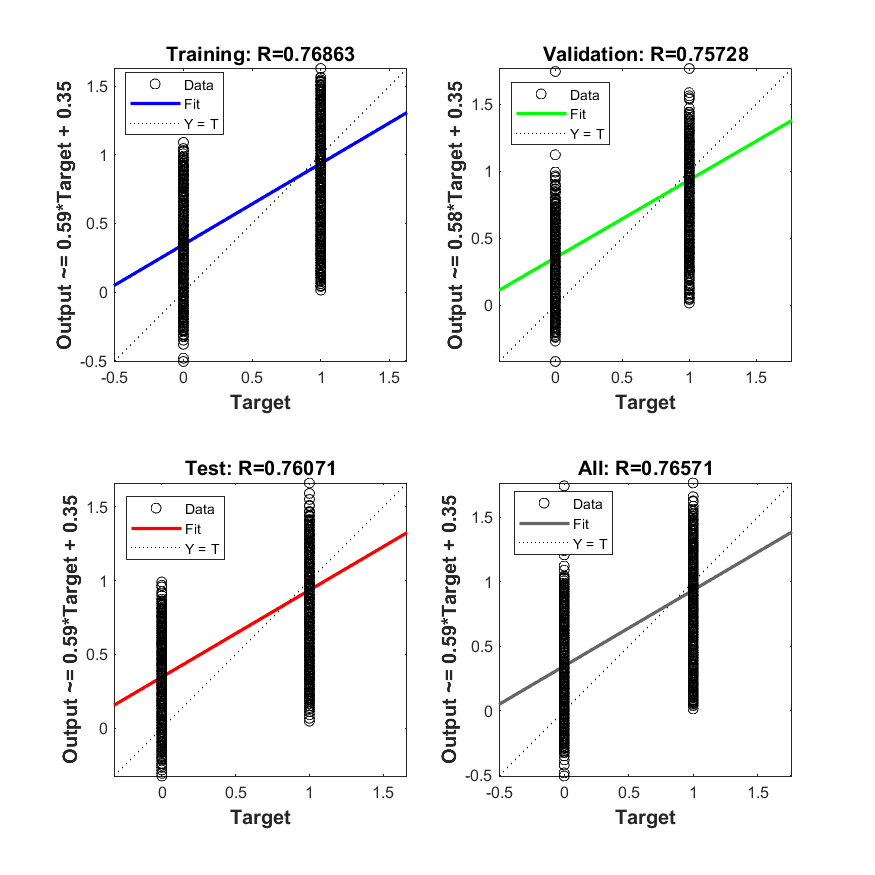 Training: R=0.76863
Output ~= 0.59*Target + 0.35
1.5
1
0.5
0
-0.5
Data
Fit
Y = T
-0.5 0 0.5 1 1.5
Target
Validation: R=0.75728
Output ~= 0.58*Target + 0.35
1.5
1
0.5
0
Data
Fit
Y = T
0 0.5 1 1.5
Target
Test: R=0.76071
Output ~= 0.59*Target + 0.35
1.5
1
0.5
0
Data
Fit
Y = T
0 0.5 1 1.5
Target
All: R=0.76571
Output ~= 0.59*Target + 0.35
1.5
1
0.5
0
-0.5
Data
Fit
Y = T
-0.5 0 0.5 1 1.5
Target